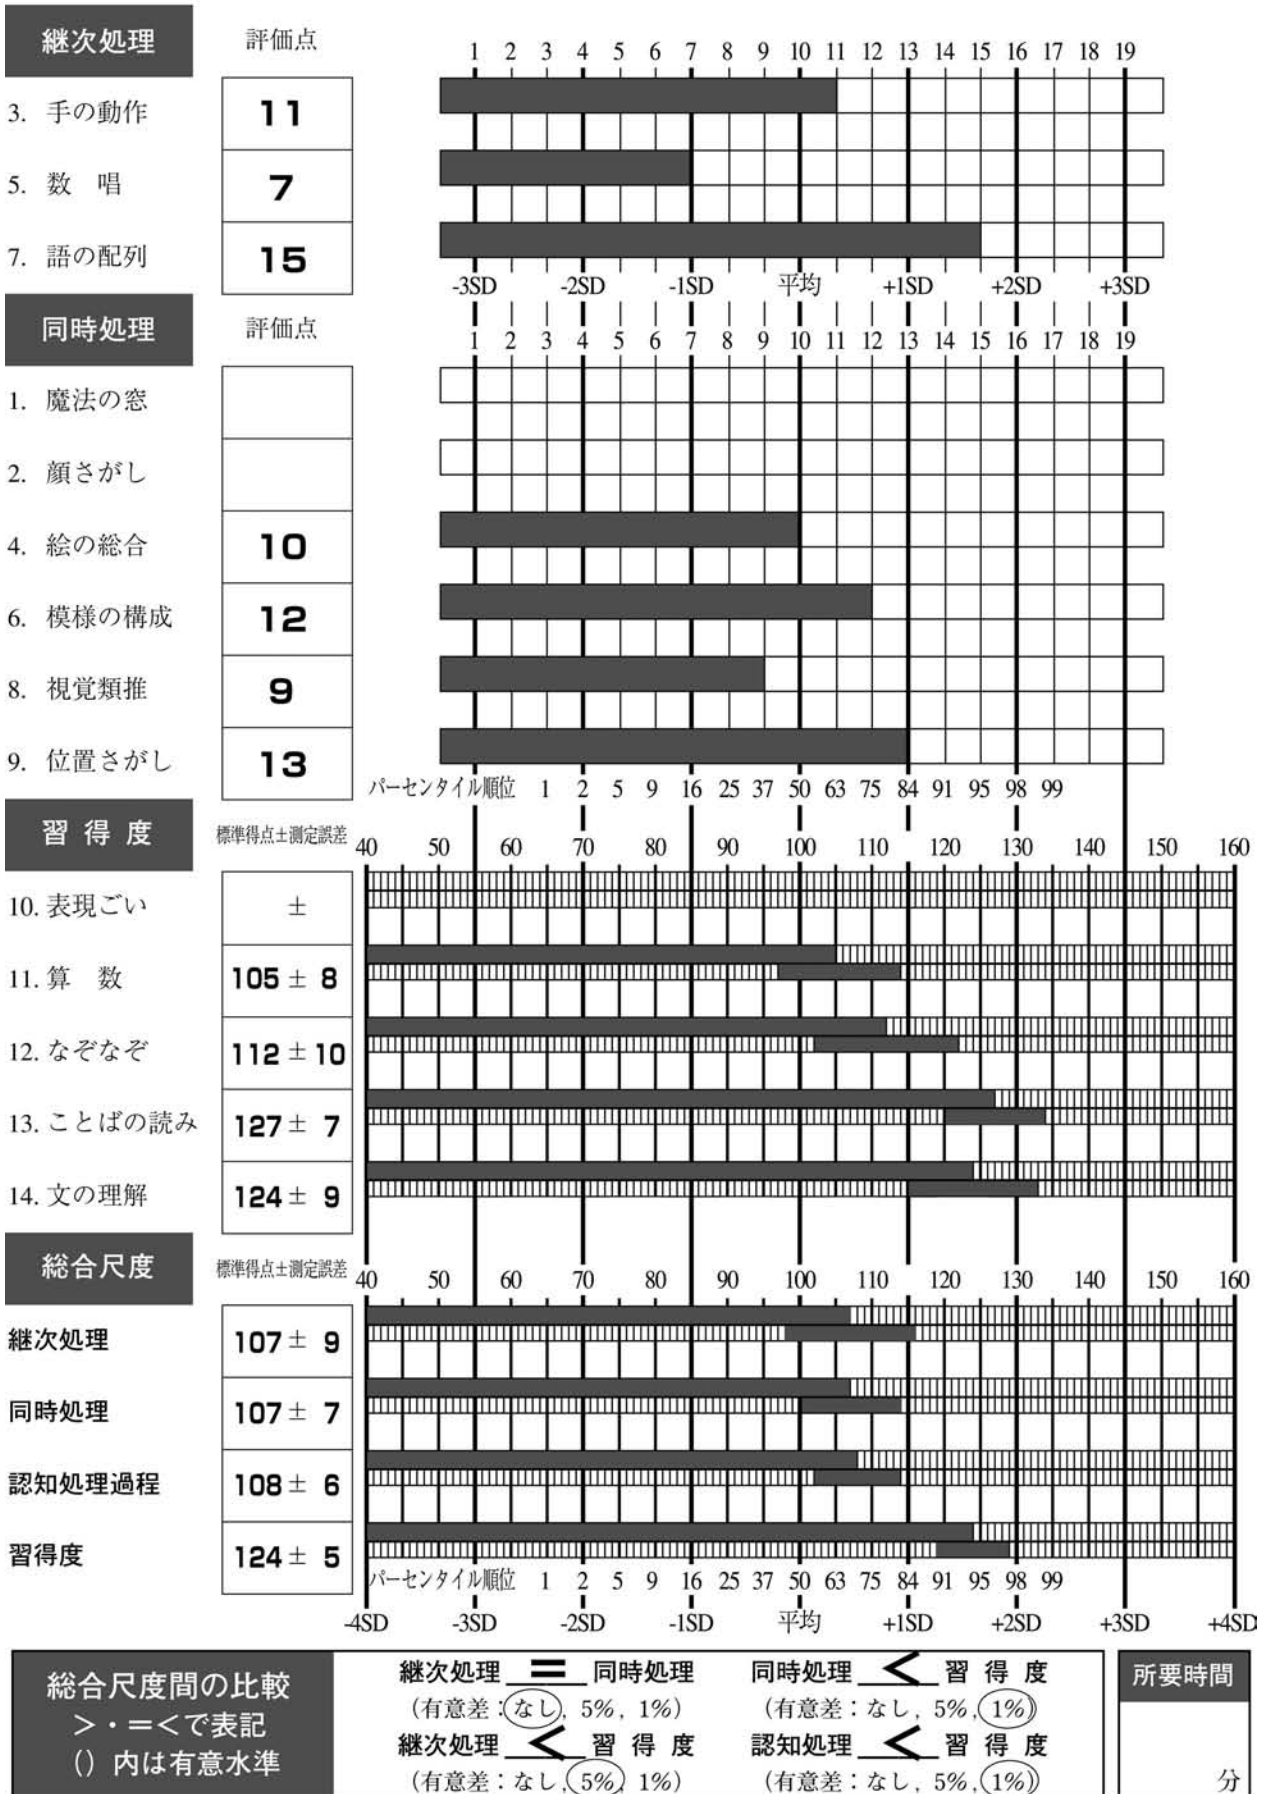 継次処理 評価点 1 2 3 4 5 6 7 8 9 10 11 12 13 14 15 16 17 18 19
3. 手の動作 11
5. 数 唱 7
7. 語の配列 15
-3SD -2SD -1SD 平均 +1SD +2SD +3SD
同時処理 評価点 1 2 3 4 5 6 7 8 9 10 11 12 13 14 15 16 17 18 19
1. 魔法の窓
2. 顔さがし
4. 絵の総合 10
6. 模様の構成 12
8. 視覚類推 9
9. 位置さがし 13
パーセンタイル順位 1 2 5 9 16 25 37 50 63 75 84 91 95 98 99
習得度 標準得点±測定誤差 40 50 60 70 80 90 100 110 120 130 140 150 160
10. 表現ごい ±
11. 算 数 105 ± 8
12. なぞなぞ 112 ± 10
13. ことばの読み 127 ± 7
14. 文の理解 124 ± 9
総合尺度 標準得点±測定誤差 40 50 60 70 80 90 100 110 120 130 140 150 160
継次処理 107 ± 9
同時処理 107 ± 7
認知処理過程 108 ± 6
習得度 124 ± 5
パーセンタイル順位 1 2 5 9 16 25 37 50 63 75 84 91 95 98 99
-4SD -3SD -2SD -1SD 平均 +1SD +2SD +3SD +4SD
総合尺度間の比較
>・=<で表記
()内は有意水準
継次処理 = 同時処理
(有意差:なし, 5%, 1%)
継次処理 < 習得度
(有意差:なし, 5%, 1%)
同時処理 < 習得度
(有意差:なし, 5%, 1%)
認知処理 < 習得度
(有意差:なし, 5%, 1%)
所要時間
分